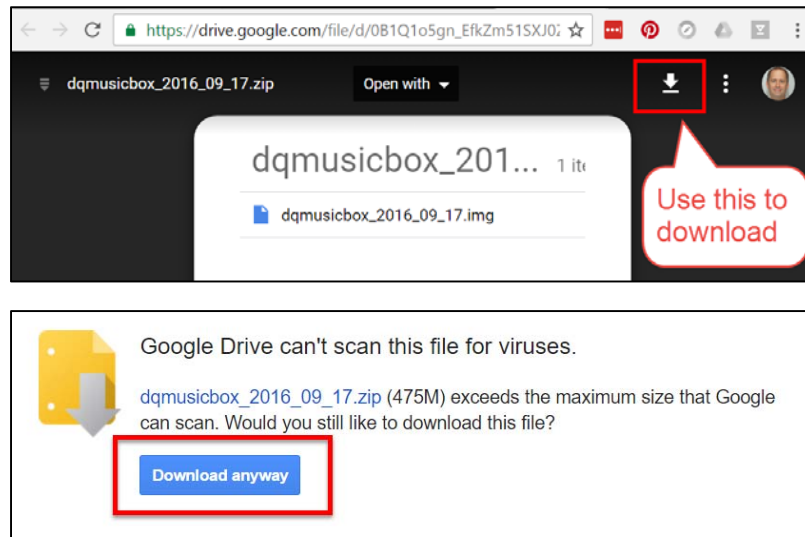 https://drive.google.com/file/d/0B1Q1o5gn_EfkZm51SXJ0
dqmusicbox_2016_09_17.zip Open with
dqmusicbox_201... 1 ite
dqmusicbox_2016_09_17.img
Use this to
download
Google Drive can't scan this file for viruses.
dqmusicbox_2016_09_17.zip (475M) exceeds the maximum size that Google
can scan. Would you still like to download this file?
Download anyway